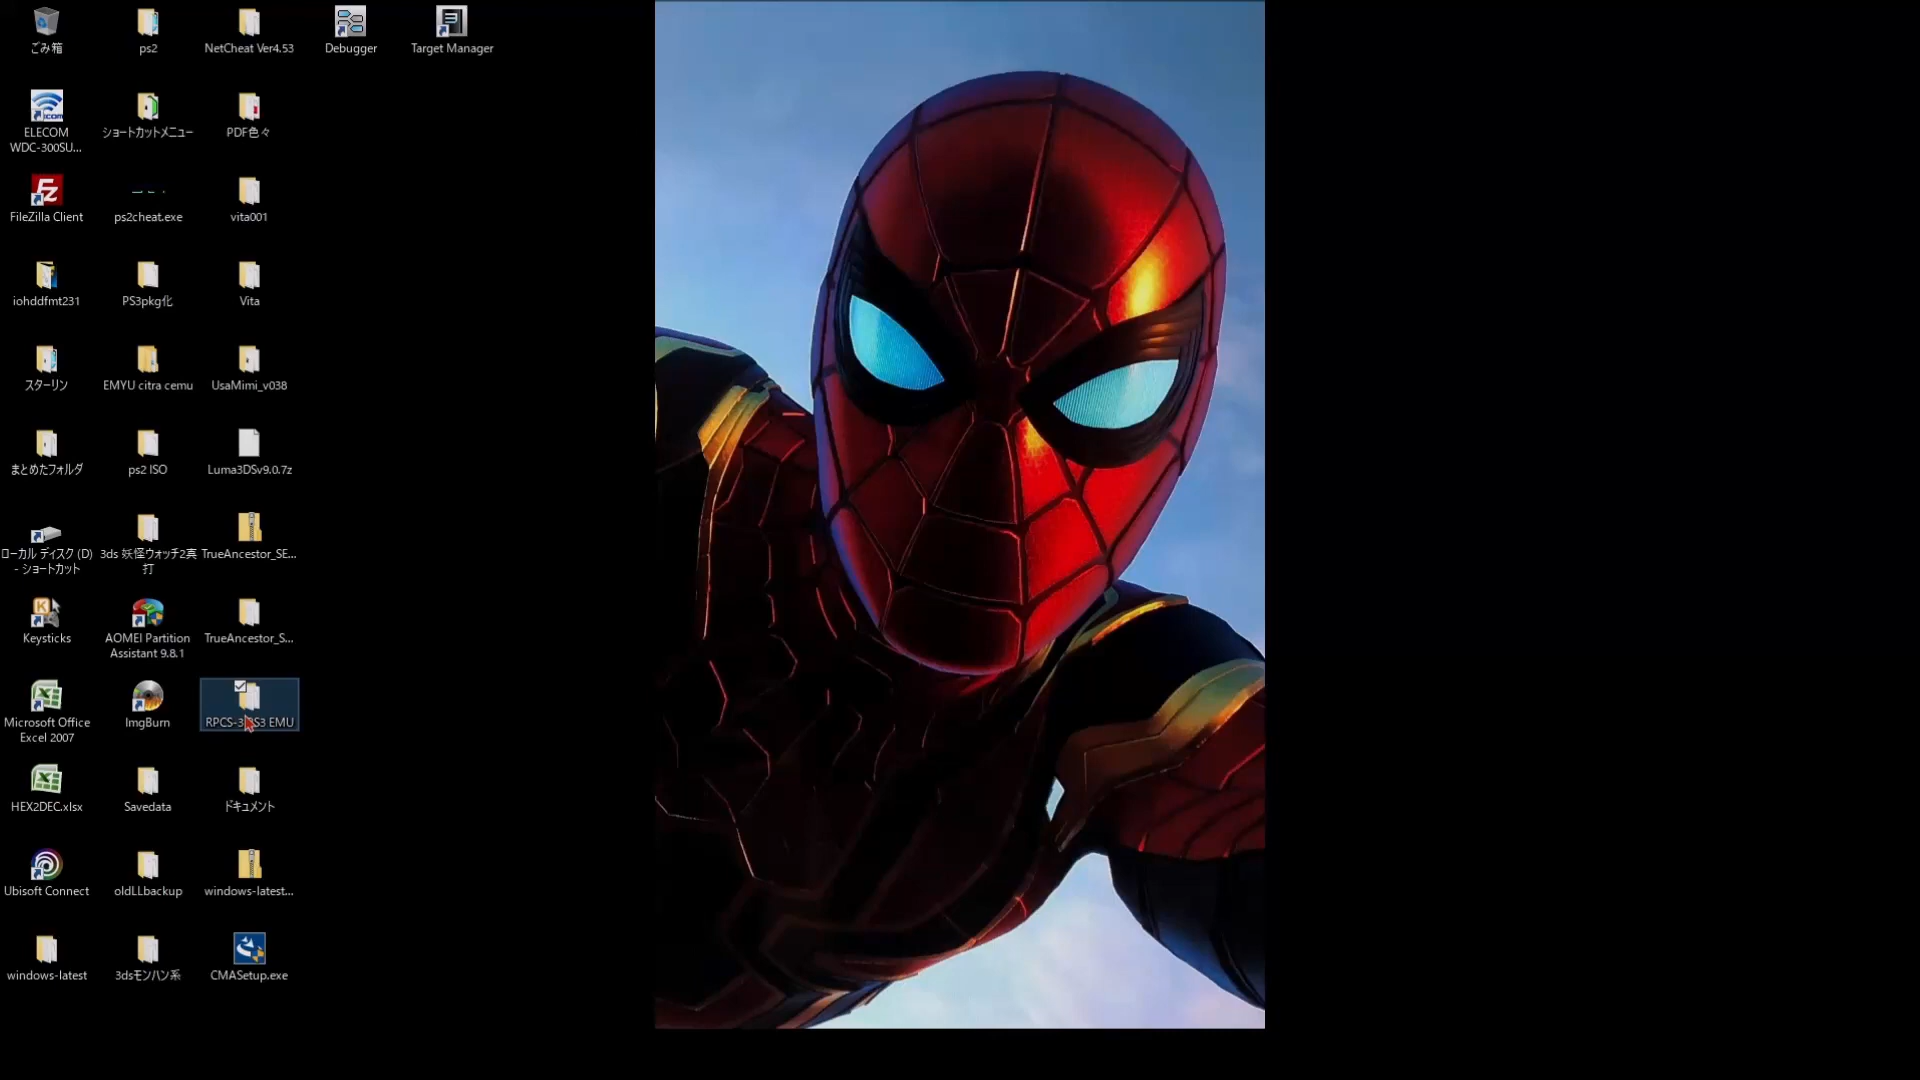 ごみ箱
ps2
NetCheat Ver4.53
Debugger
Target Manager
ELECOM
WDC-300SU...
ショートカットメニュー
PDF色々
FileZilla Client
ps2cheat.exe
vita001
iohddfmt231
PS3pkg化
Vita
スターリン
EMYU citra cemu
UsaMimi_v038
まとめたフォルダ
ps2 ISO
Luma3DSv9.0.7z
ローカル ディスク (D)
- ショートカット
3ds 妖怪ウォッチ2真
打
TrueAncestor_SE...
Keysticks
AOMEI Partition
Assistant 9.8.1
TrueAncestor_S...
Microsoft Office
Excel 2007
ImgBurn
RPCS-3 PS3 EMU
HEX2DEC.xlsx
Savedata
ドキュメント
Ubisoft Connect
oldLLbackup
windows-latest...
windows-latest
3dsモンハン系
CMASetup.exe